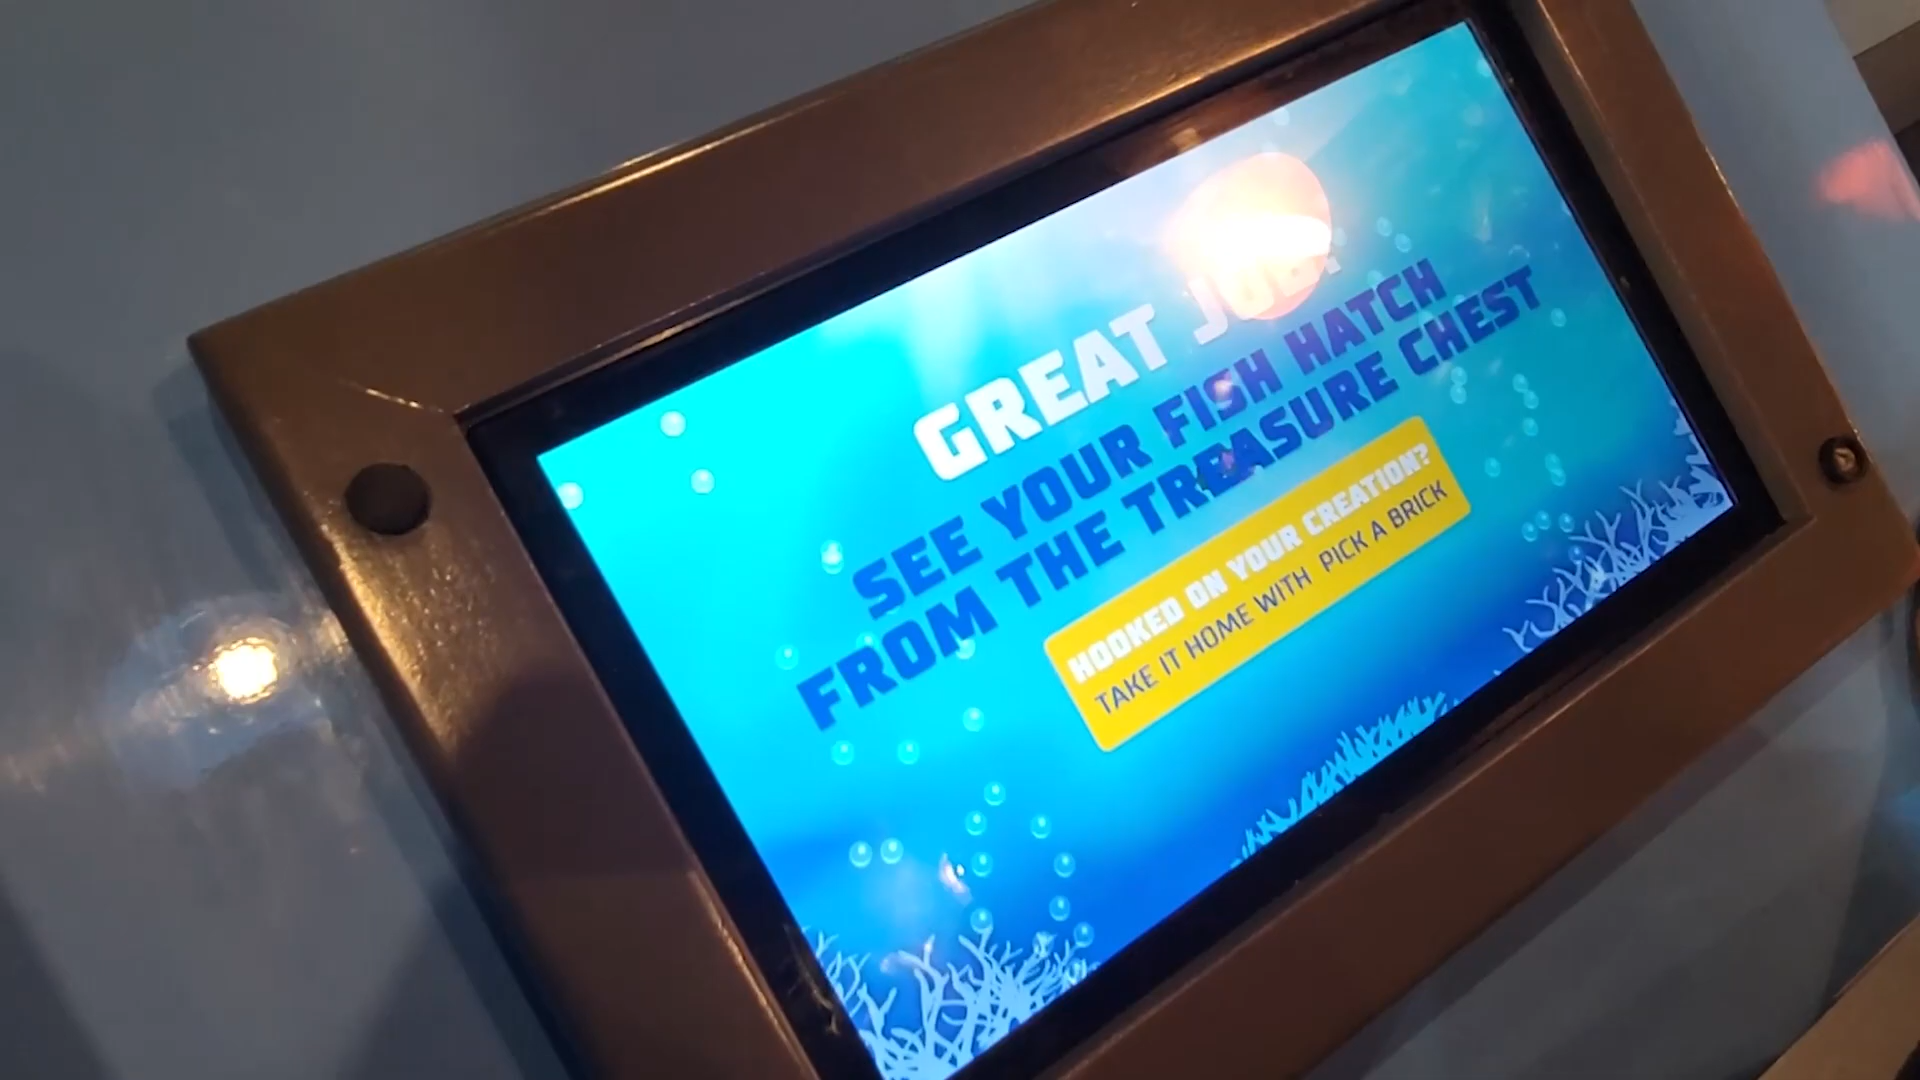 GREAT JOB!
SEE YOUR FISH HATCH
FROM THE TREASURE CHEST
HOOKED ON YOUR CREATION?
TAKE IT HOME WITH PICK A BRICK